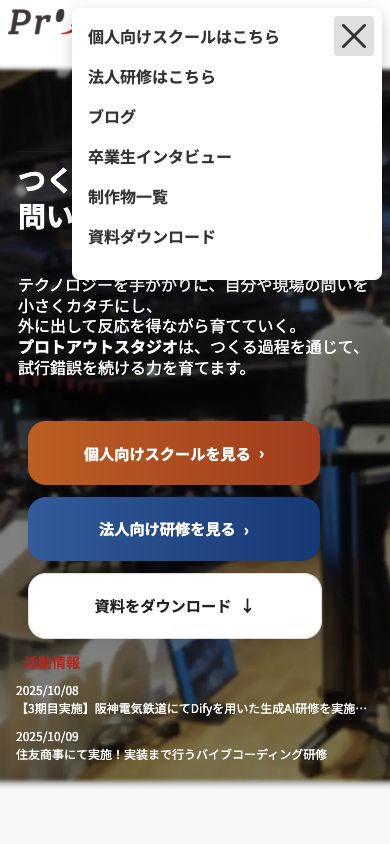 個人向けスクールはこちら
法人研修はこちら
ブログ
卒業生インタビュー
制作物一覧
資料ダウンロード
つく
問い
テクノロジーを手がかりに、自分や現場の問いを
小さくカタチにし、
外に出して反応を得ながら育てていく。
プロトアウトスタジオは、つくる過程を通じて、
試行錯誤を続ける力を育てます。
個人向けスクールを見る ›
法人向け研修を見る ›
資料をダウンロード ↓
活動情報
2025/10/08
【3期目実施】阪神電気鉄道にてDifyを用いた生成AI研修を実施…
2025/10/09
住友商事にて実施！実装まで行うバイブコーディング研修